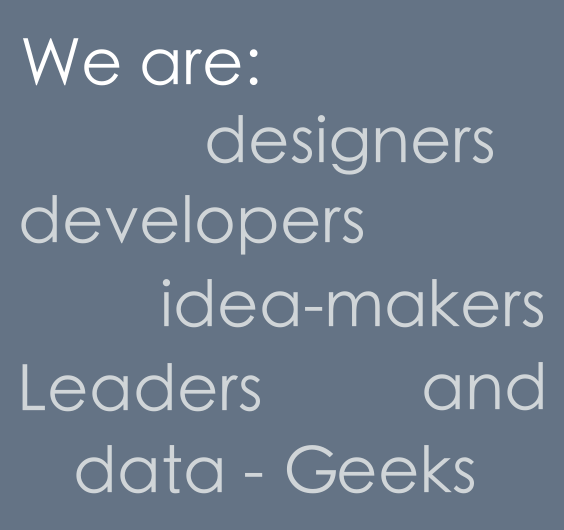 We are:
designers
developers
idea-makers
Leaders and
data - Geeks